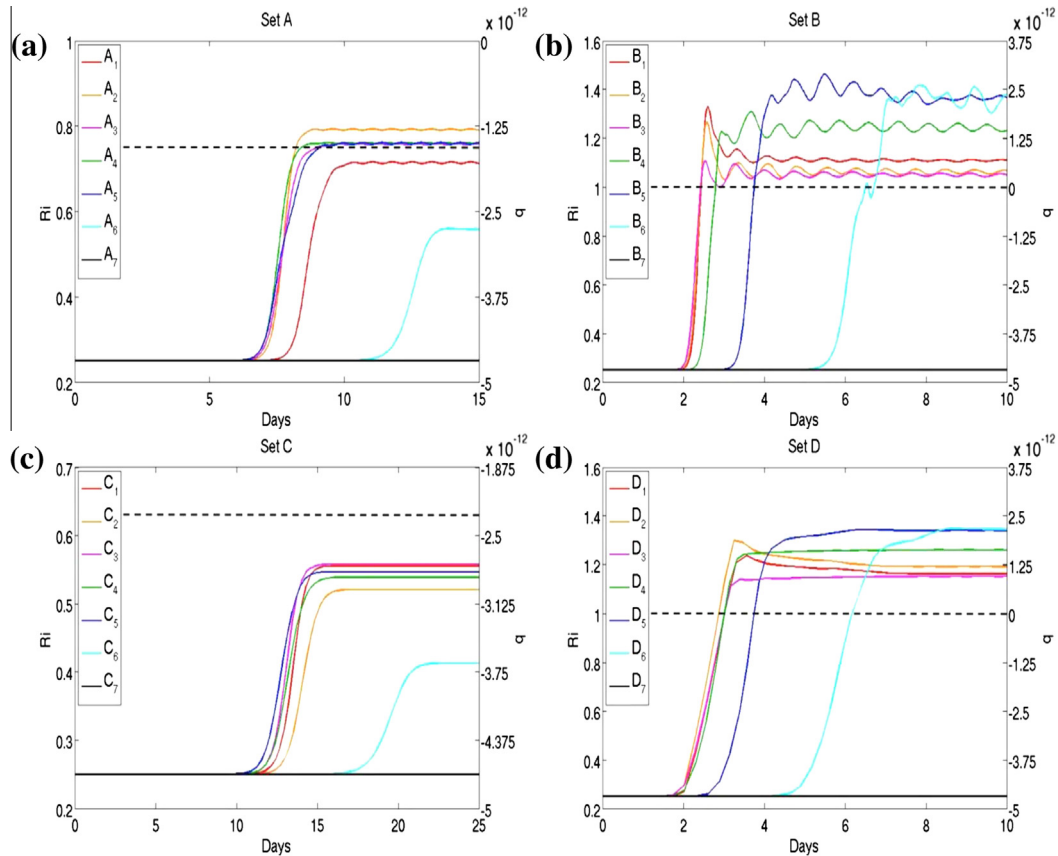 (a)
Set A
x 10^-12
1
0.8
0.6
0.4
0.2
Ri
0
-1.25
-2.5
-3.75
-5
q
A1
A2
A3
A4
A5
A6
A7
0 5 10 15
Days
(b)
Set B
x 10^-12
1.6
1.4
1.2
1
0.8
0.6
0.4
0.2
Ri
3.75
2.5
1.25
0
-1.25
-2.5
-3.75
-5
q
B1
B2
B3
B4
B5
B6
B7
0 2 4 6 8 10
Days
(c)
Set C
x 10^-12
0.7
0.6
0.5
0.4
0.3
0.2
Ri
-1.875
-2.5
-3.125
-3.75
-4.375
-5
q
C1
C2
C3
C4
C5
C6
C7
0 5 10 15 20 25
Days
(d)
Set D
x 10^-12
1.6
1.4
1.2
1
0.8
0.6
0.4
0.2
Ri
3.75
2.5
1.25
0
-1.25
-2.5
-3.75
-5
q
D1
D2
D3
D4
D5
D6
D7
0 2 4 6 8 10
Days